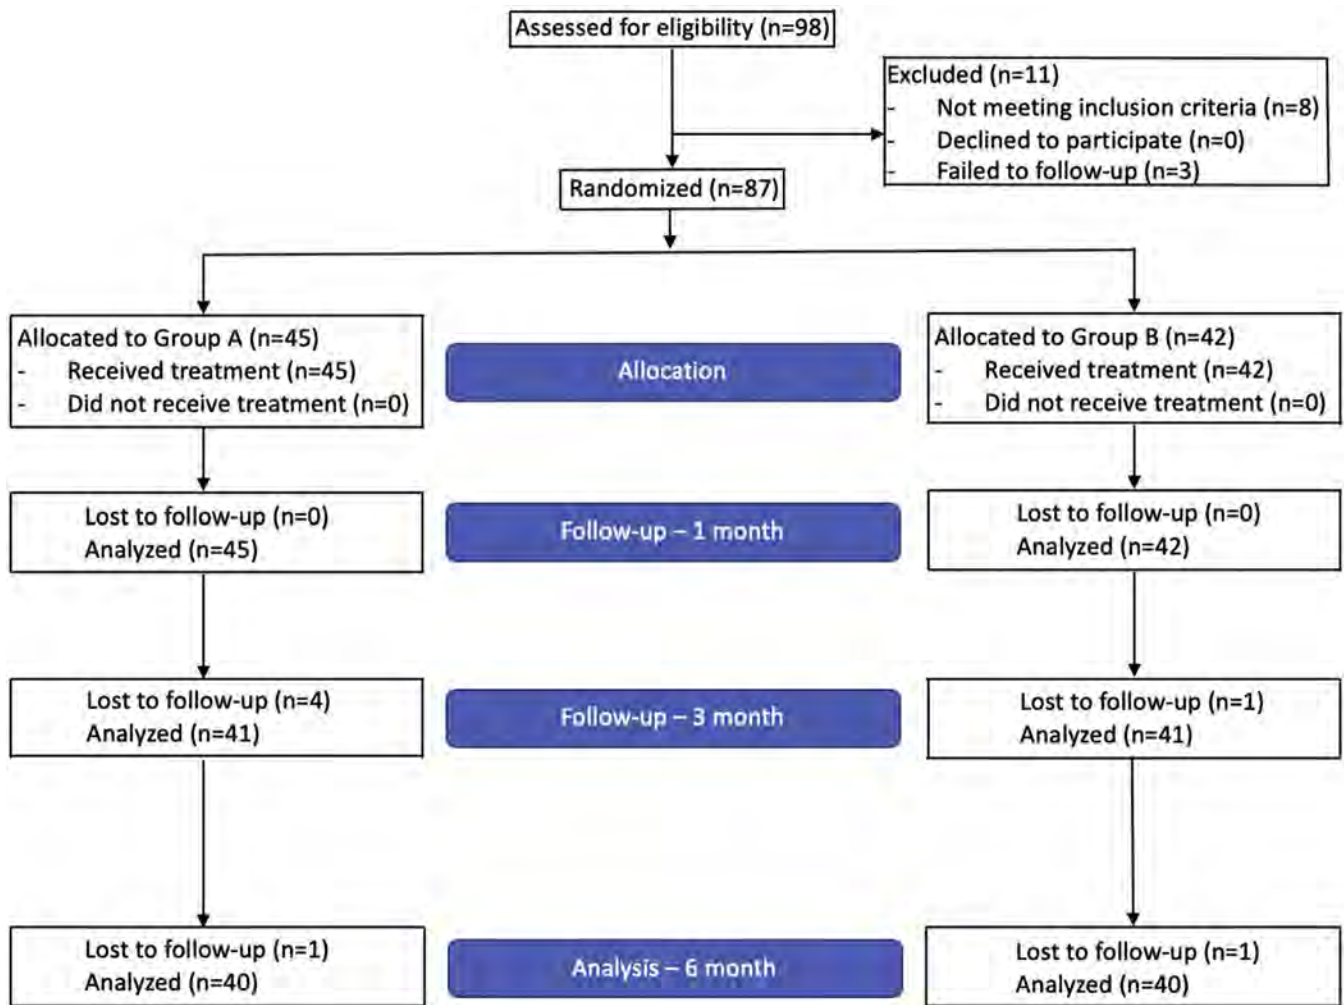 Assessed for eligibility (n=98)
Excluded (n=11)
- Not meeting inclusion criteria (n=8)
- Declined to participate (n=0)
- Failed to follow-up (n=3)
Randomized (n=87)
Allocated to Group A (n=45)
- Received treatment (n=45)
- Did not receive treatment (n=0)
Allocation
Allocated to Group B (n=42)
- Received treatment (n=42)
- Did not receive treatment (n=0)
Lost to follow-up (n=0)
Analyzed (n=45)
Follow-up – 1 month
Lost to follow-up (n=0)
Analyzed (n=42)
Lost to follow-up (n=4)
Analyzed (n=41)
Follow-up – 3 month
Lost to follow-up (n=1)
Analyzed (n=41)
Lost to follow-up (n=1)
Analyzed (n=40)
Analysis – 6 month
Lost to follow-up (n=1)
Analyzed (n=40)